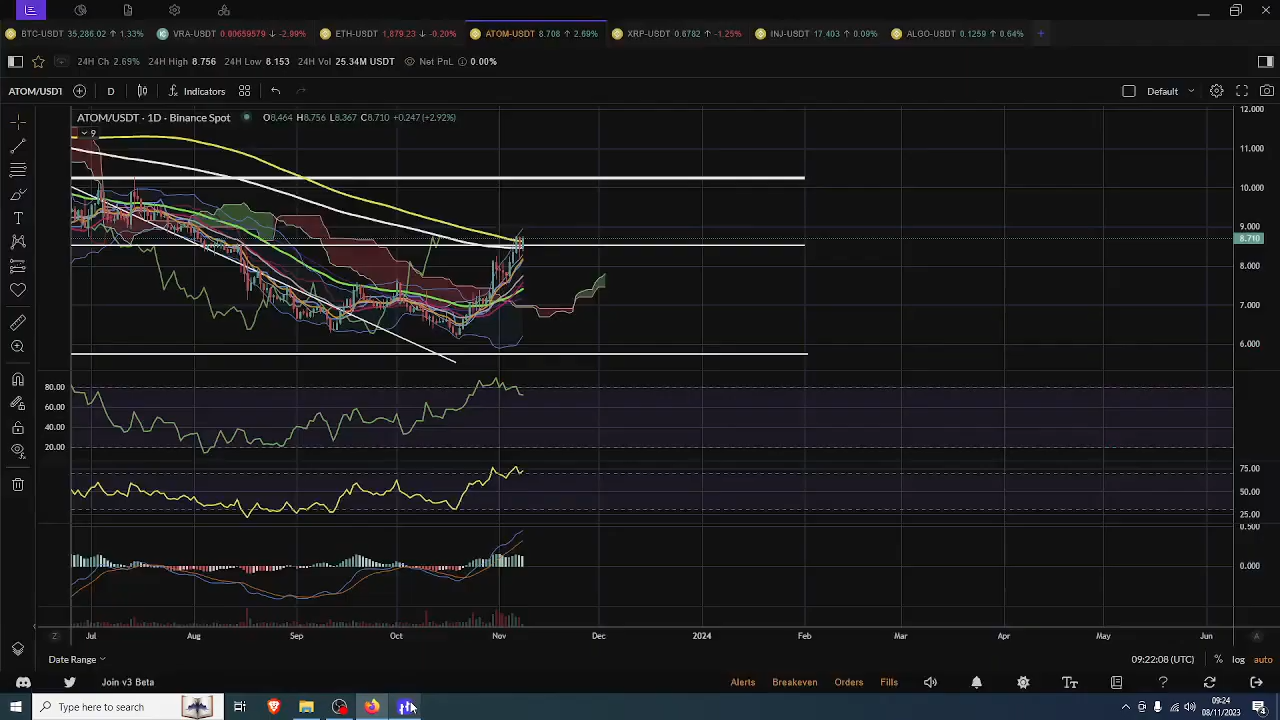 BTC-USDT 35,286.02 ↑ 1.33% VRA-USDT 0.00659579 ↓ -2.99% ETH-USDT 1,879.23 ↓ -0.20% ATOM-USDT 8.708 ↑ 2.69% XRP-USDT 0.6782 ↑ -1.25% INJ-USDT 17.403 ↑ 0.09% ALGO-USDT 0.1259 ↑ 0.64% +
24H Ch 2.69% 24H High 8.756 24H Low 8.153 24H Vol 25.34M USDT Net PnL 0.00%
ATOM/USDT D Indicators Default
ATOM/USDT · 1D · Binance Spot O8.464 H8.756 L8.367 C8.710 +0.247 (+2.92%)
9
12.000
11.000
10.000
9.000
8.710
8.000
7.000
6.000
80.00
60.00
40.00
20.00
75.00
50.00
25.00
0.500
0.000
Z Jul Aug Sep Oct Nov Dec 2024 Feb Mar Apr May Jun A
Date Range 09:22:08 (UTC) % log auto
Join v3 Beta Alerts Breakeven Orders Fills
Type here to search
09:24
08/11/2023